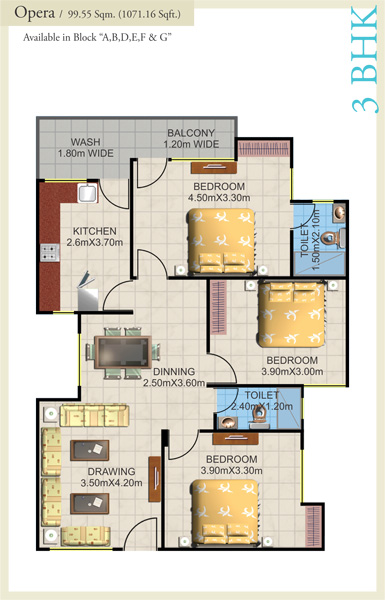 Opera / 99.55 Sqm. (1071.16 Sqft.)
Available in Block "A,B,D,E,F & G"
3 BHK
WASH
1.80m WIDE
BALCONY
1.20m WIDE
BEDROOM
4.50mX3.30m
KITCHEN
2.6mX3.70m
TOILET
1.50mX2.10m
DINNING
2.50mX3.60m
BEDROOM
3.90mX3.00m
TOILET
2.40mX1.20m
DRAWING
3.50mX4.20m
BEDROOM
3.90mX3.30m